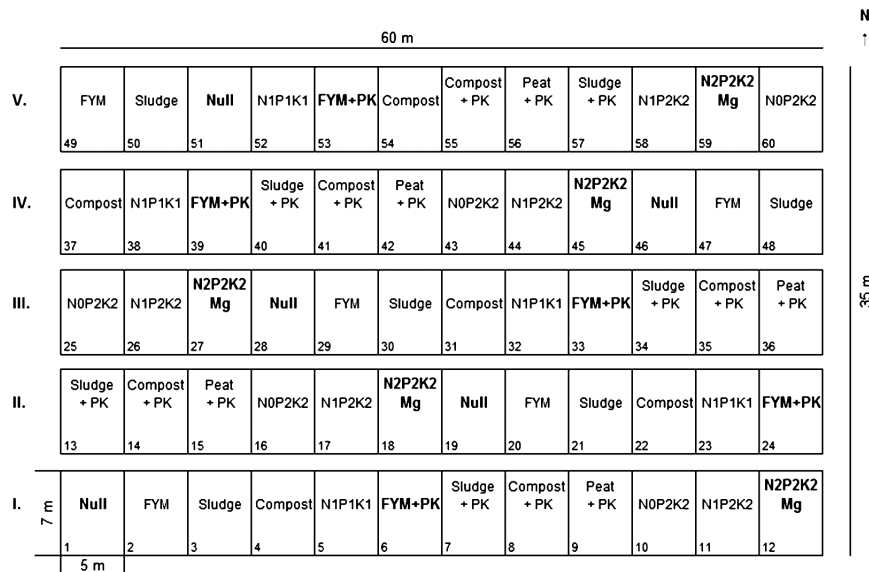 N
↑
60 m
V.
FYM
49
Sludge
50
Null
51
N1P1K1
52
FYM+PK
53
Compost
54
Compost
+ PK
55
Peat
+ PK
56
Sludge
+ PK
57
N1P2K2
58
N2P2K2
Mg
59
N0P2K2
60
IV.
Compost
37
N1P1K1
38
FYM+PK
39
Sludge
+ PK
40
Compost
+ PK
41
Peat
+ PK
42
N0P2K2
43
N1P2K2
44
N2P2K2
Mg
45
Null
46
FYM
47
Sludge
48
III.
N0P2K2
25
N1P2K2
26
N2P2K2
Mg
27
Null
28
FYM
29
Sludge
30
Compost
31
N1P1K1
32
FYM+PK
33
Sludge
+ PK
34
Compost
+ PK
35
Peat
+ PK
36
35 m
II.
Sludge
+ PK
13
Compost
+ PK
14
Peat
+ PK
15
N0P2K2
16
N1P2K2
17
N2P2K2
Mg
18
Null
19
FYM
20
Sludge
21
Compost
22
N1P1K1
23
FYM+PK
24
I.
7 m
Null
1
FYM
2
Sludge
3
Compost
4
N1P1K1
5
FYM+PK
6
Sludge
+ PK
7
Compost
+ PK
8
Peat
+ PK
9
N0P2K2
10
N1P2K2
11
N2P2K2
Mg
12
5 m